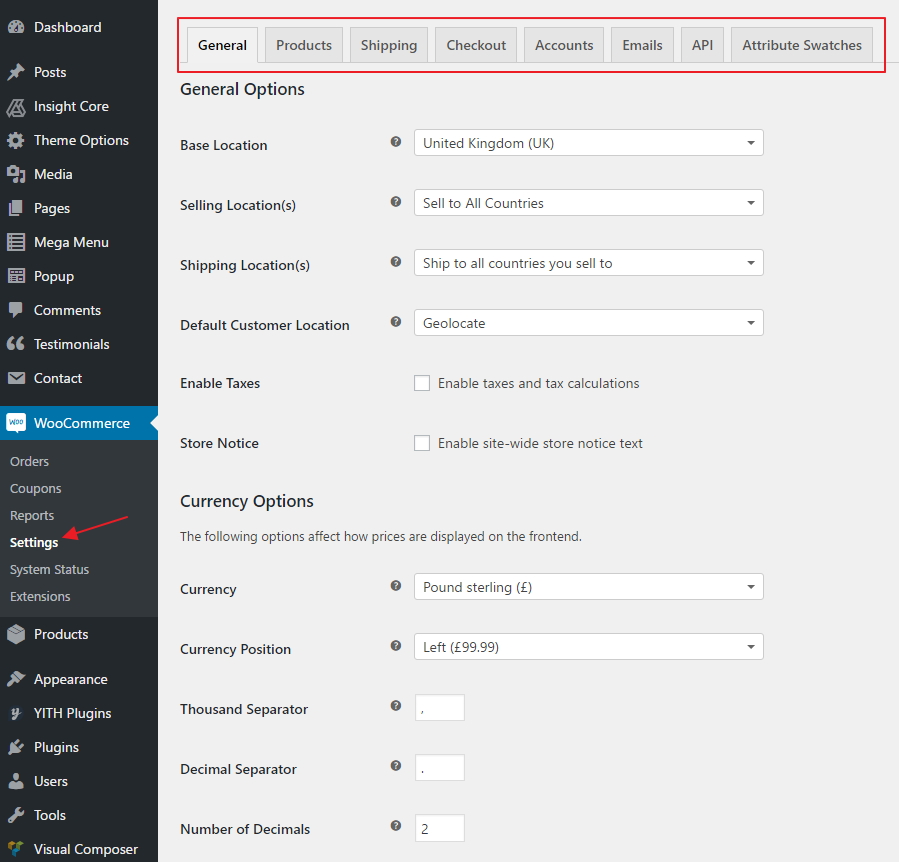 Dashboard
Posts
Insight Core
Theme Options
Media
Pages
Mega Menu
Popup
Comments
Testimonials
Contact
WOO WooCommerce
Orders
Coupons
Reports
Settings
System Status
Extensions
Products
Appearance
YITH Plugins
Plugins
Users
Tools
Visual Composer
General Products Shipping Checkout Accounts Emails API Attribute Swatches
General Options
Base Location ? United Kingdom (UK)
Selling Location(s) ? Sell to All Countries
Shipping Location(s) ? Ship to all countries you sell to
Default Customer Location ? Geolocate
Enable Taxes Enable taxes and tax calculations
Store Notice Enable site-wide store notice text
Currency Options
The following options affect how prices are displayed on the frontend.
Currency ? Pound sterling (£)
Currency Position ? Left (£99.99)
Thousand Separator ? ,
Decimal Separator ? .
Number of Decimals ? 2